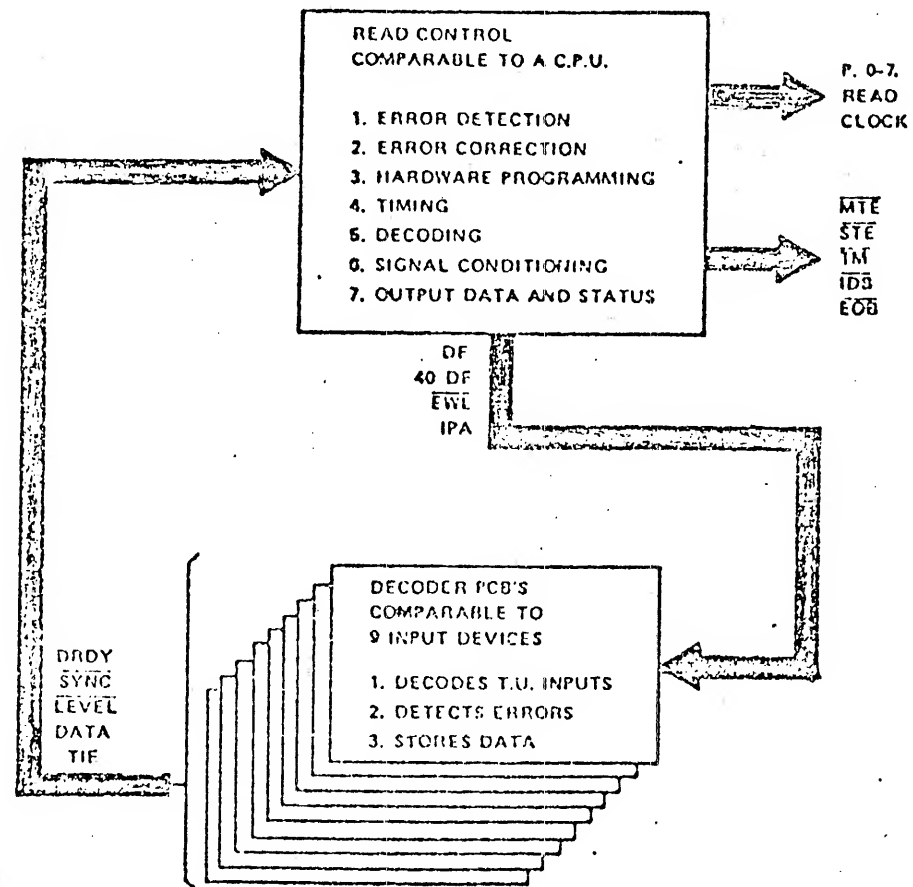 READ CONTROL
COMPARABLE TO A C.P.U.
1. ERROR DETECTION
2. ERROR CORRECTION
3. HARDWARE PROGRAMMING
4. TIMING
5. DECODING
6. SIGNAL CONDITIONING
7. OUTPUT DATA AND STATUS
P. 0-7.
READ
CLOCK
MTE
STE
TM
IDB
EOB
DF
40 DF
EWL
IPA
DECODER PCB'S
COMPARABLE TO
9 INPUT DEVICES
1. DECODES T.U. INPUTS
2. DETECTS ERRORS
3. STORES DATA
DRDY
SYNC
LEVEL
DATA
TIE